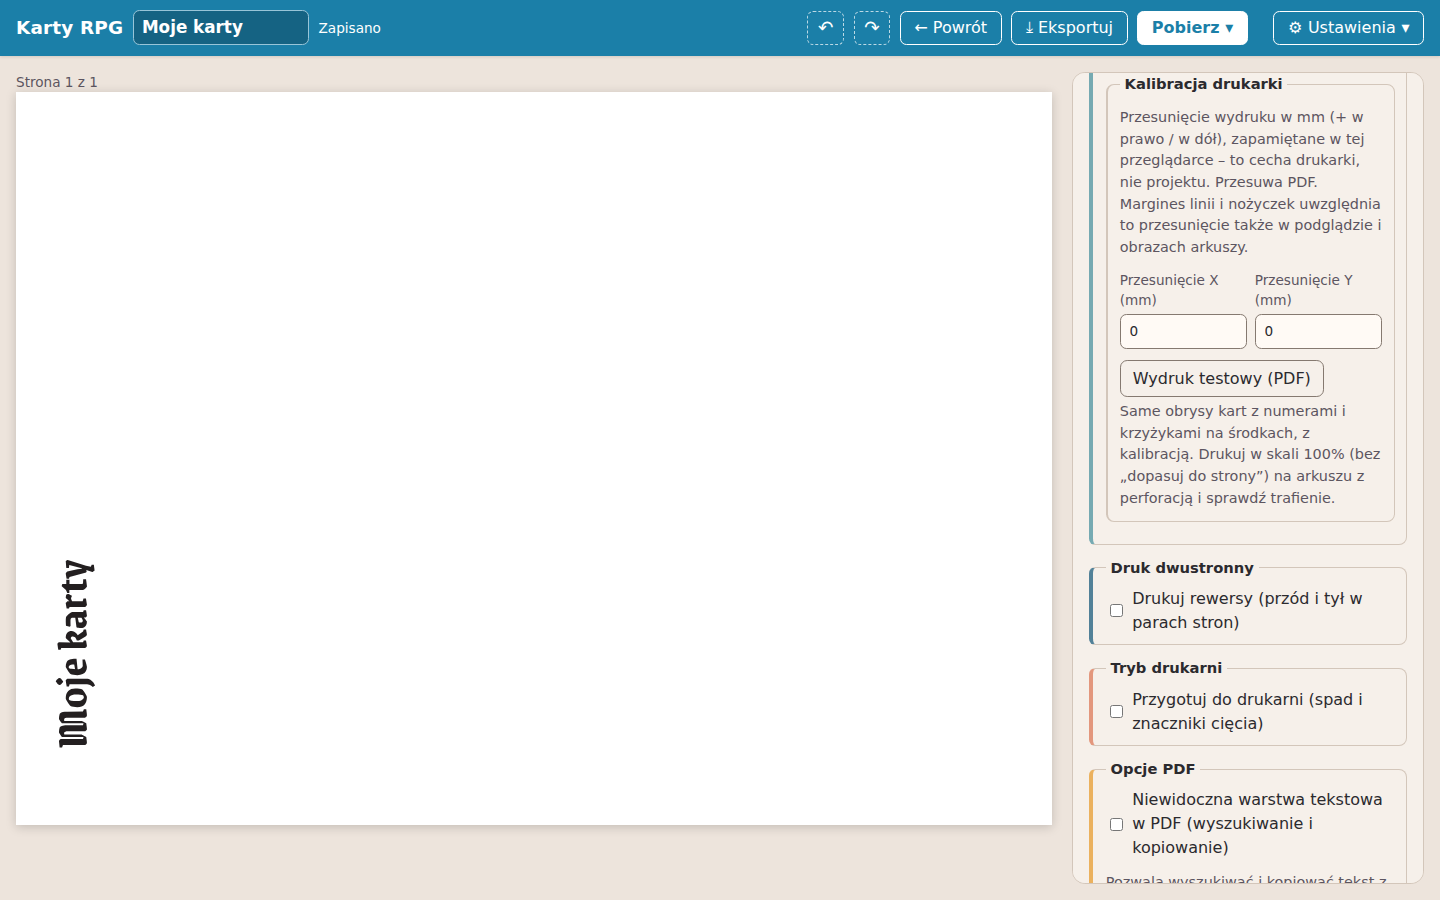 Karty RPG
Moje karty
Zapisano
↶
↷
← Powrót
⤓ Eksportuj
Pobierz ▾
⚙ Ustawienia ▾
Strona 1 z 1
Moje karty
Kalibracja drukarki
Przesunięcie wydruku w mm (+ w
prawo / w dół), zapamiętane w tej
przeglądarce – to cecha drukarki,
nie projektu. Przesuwa PDF.
Margines linii i nożyczek uwzględnia
to przesunięcie także w podglądzie i
obrazach arkuszy.
Przesunięcie X
(mm)
Przesunięcie Y
(mm)
0
0
Wydruk testowy (PDF)
Same obrysy kart z numerami i
krzyżykami na środkach, z
kalibracją. Drukuj w skali 100% (bez
„dopasuj do strony”) na arkuszu z
perforacją i sprawdź trafienie.
Druk dwustronny
Drukuj rewersy (przód i tył w
parach stron)
Tryb drukarni
Przygotuj do drukarni (spad i
znaczniki cięcia)
Opcje PDF
Niewidoczna warstwa tekstowa
w PDF (wyszukiwanie i
kopiowanie)
Pozwala wyszukiwać i kopiować tekst z